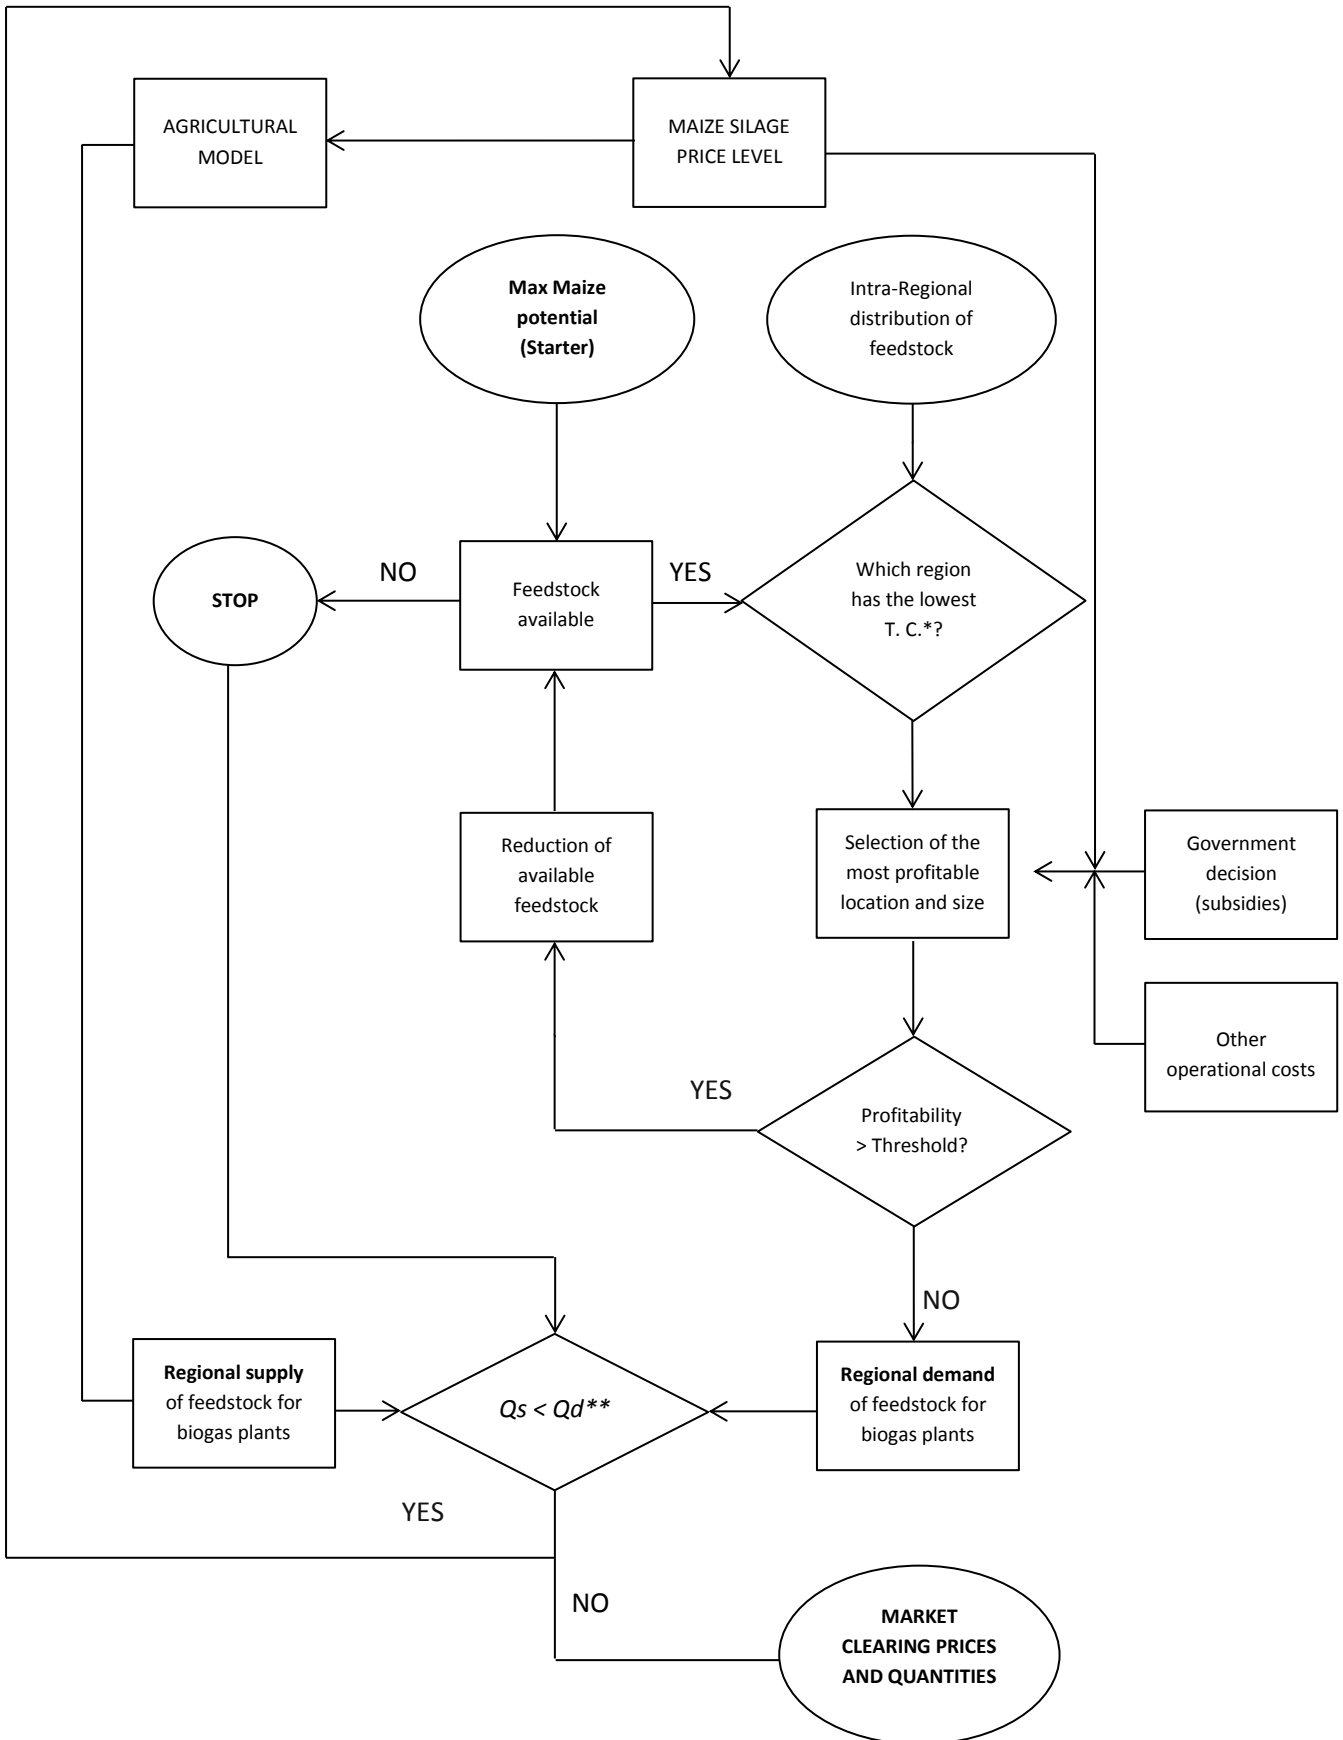 AGRICULTURAL
MODEL
MAIZE SILAGE
PRICE LEVEL
Max Maize
potential
(Starter)
Intra-Regional
distribution of
feedstock
STOP
NO
Feedstock
available
YES
Which region
has the lowest
T. C.*?
Reduction of
available
feedstock
Selection of the
most profitable
location and size
Government
decision
(subsidies)
Other
operational costs
YES
Profitability
> Threshold?
NO
Regional supply
of feedstock for
biogas plants
Qs < Qd**
Regional demand
of feedstock for
biogas plants
YES
NO
MARKET
CLEARING PRICES
AND QUANTITIES